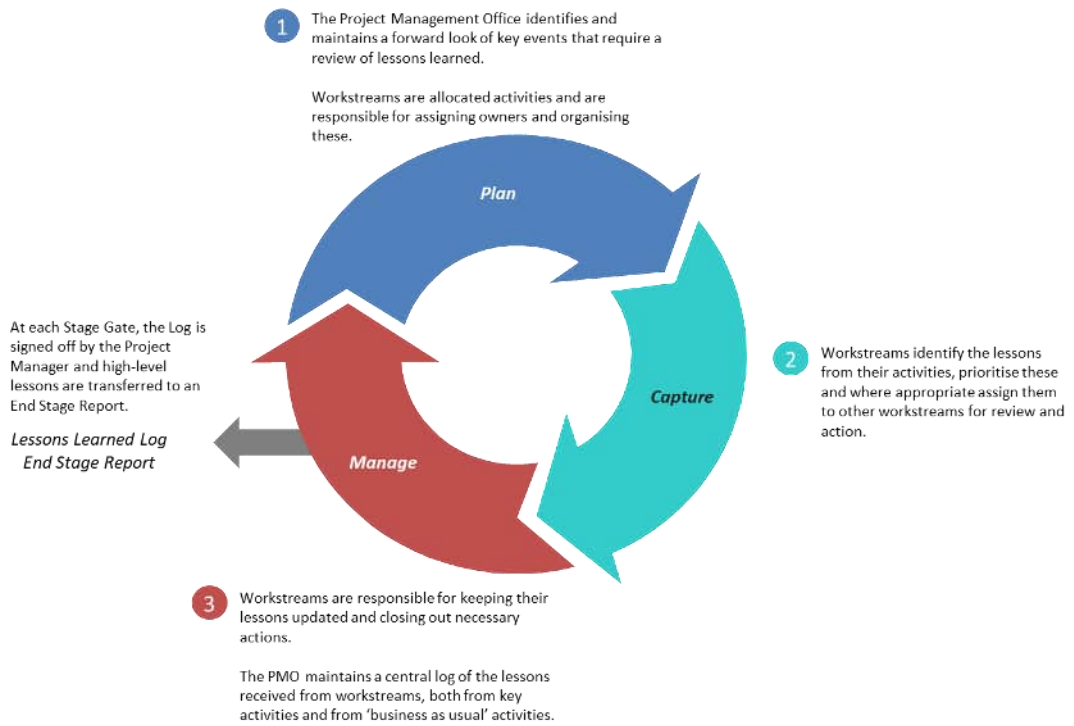 1
The Project Management Office identifies and
maintains a forward look of key events that require a
review of lessons learned.
Workstreams are allocated activities and are
responsible for assigning owners and organising
these.
Plan
At each Stage Gate, the Log is
signed off by the Project
Manager and high-level
lessons are transferred to an
End Stage Report.
Lessons Learned Log
End Stage Report
2
Workstreams identify the lessons
from their activities, prioritise these
and where appropriate assign them
to other workstreams for review and
action.
Capture
Manage
3
Workstreams are responsible for keeping their
lessons updated and closing out necessary
actions.
The PMO maintains a central log of the lessons
received from workstreams, both from key
activities and from ‘business as usual’ activities.